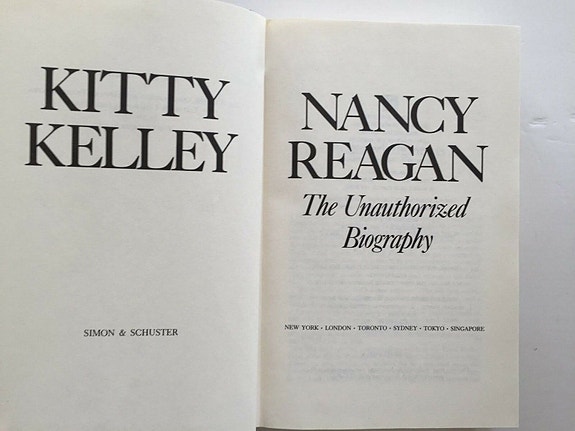 KITTY
KELLEY
SIMON & SCHUSTER
NANCY
REAGAN
The Unauthorized
Biography
NEW YORK · LONDON · TORONTO · SYDNEY · TOKYO · SINGAPORE